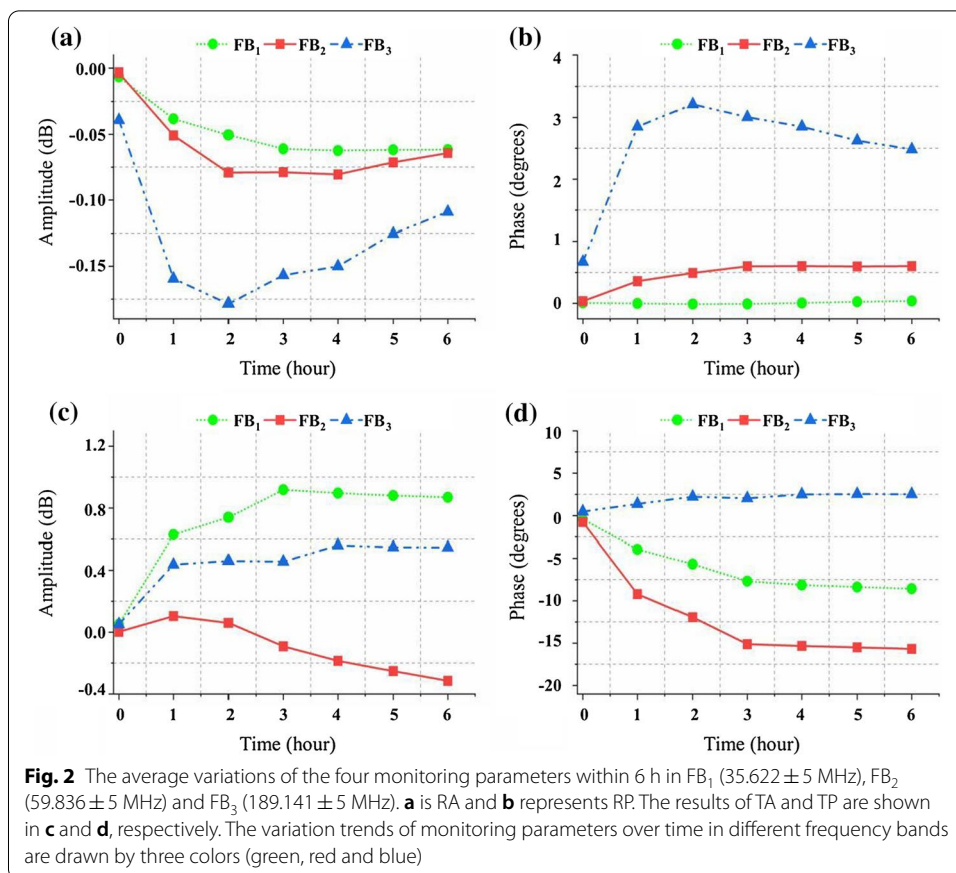 (a)
FB₁ FB₂ FB₃
0.00
-0.05
-0.10
-0.15
Amplitude (dB)
0 1 2 3 4 5 6
Time (hour)
(b)
FB₁ FB₂ FB₃
4
3
2
1
0
Phase (degrees)
0 1 2 3 4 5 6
Time (hour)
(c)
FB₁ FB₂ FB₃
1.2
0.8
0.4
0.0
-0.4
Amplitude (dB)
0 1 2 3 4 5 6
Time (hour)
(d)
FB₁ FB₂ FB₃
10
5
0
-5
-10
-15
-20
Phase (degrees)
0 1 2 3 4 5 6
Time (hour)
Fig. 2 The average variations of the four monitoring parameters within 6 h in FB₁ (35.622 ± 5 MHz), FB₂
(59.836 ± 5 MHz) and FB₃ (189.141 ± 5 MHz). a is RA and b represents RP. The results of TA and TP are shown
in c and d, respectively. The variation trends of monitoring parameters over time in different frequency bands
are drawn by three colors (green, red and blue)